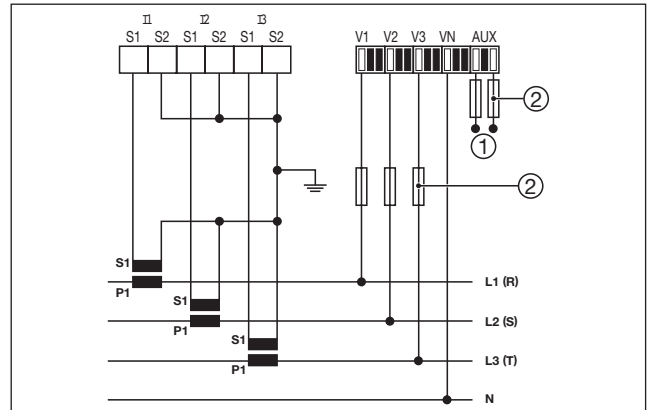 I1 I2 I3
S1 S2 S1 S2 S1 S2 V1 V2 V3 VN AUX
2
1
2
S1
P1 L1 (R)
S1
P1 L2 (S)
S1
P1 L3 (T)
N